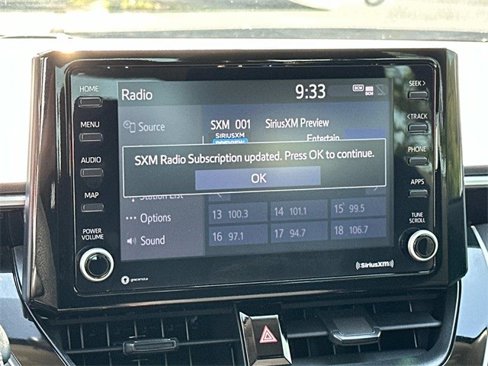 HOME
MENU
AUDIO
MAP
POWER
VOLUME
Radio
9:33
Source
SXM 001
SiriusXM Preview
SIRIUSXM
Entertain
SXM Radio Subscription updated. Press OK to continue.
OK
Station List
Options
Sound
13 100.3
14 101.1
15 99.5
16 97.1
17 94.7
18 106.7
SEEK >
< TRACK
PHONE
APPS
TUNE
SCROLL
gracenote
((SiriusXM))